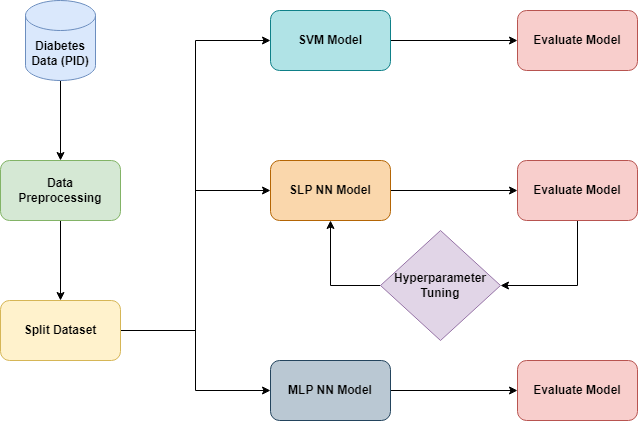 Diabetes
Data (PID)
SVM Model
Evaluate Model
Data
Preprocessing
SLP NN Model
Evaluate Model
Hyperparameter
Tuning
Split Dataset
MLP NN Model
Evaluate Model